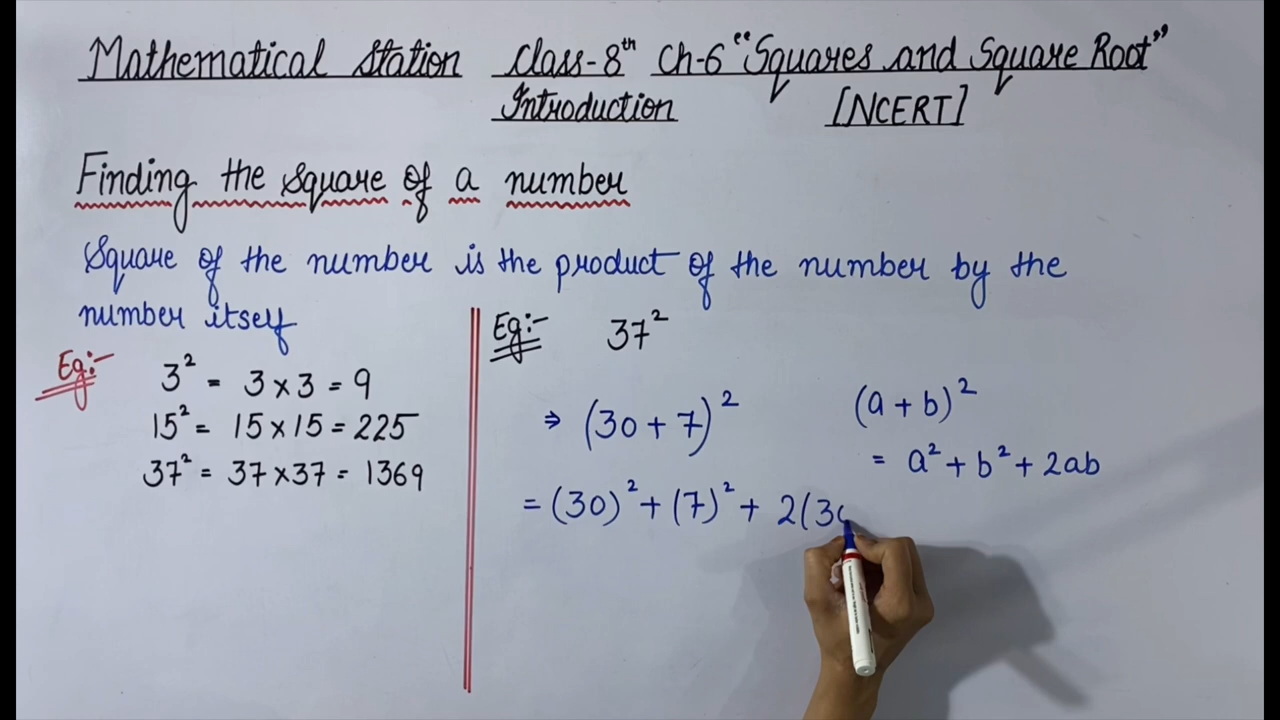 Mathematical Station Class-8th Ch-6 "Squares and Square Root"
Introduction [NCERT]
Finding the square of a number
Square of the number is the product of the number by the
number itself
Eg:-
3² = 3 × 3 = 9
15² = 15 × 15 = 225
37² = 37 × 37 = 1369
Eg:- 37²
⇒ (30 + 7)²
= (30)² + (7)² + 2(30
(a + b)²
= a² + b² + 2ab